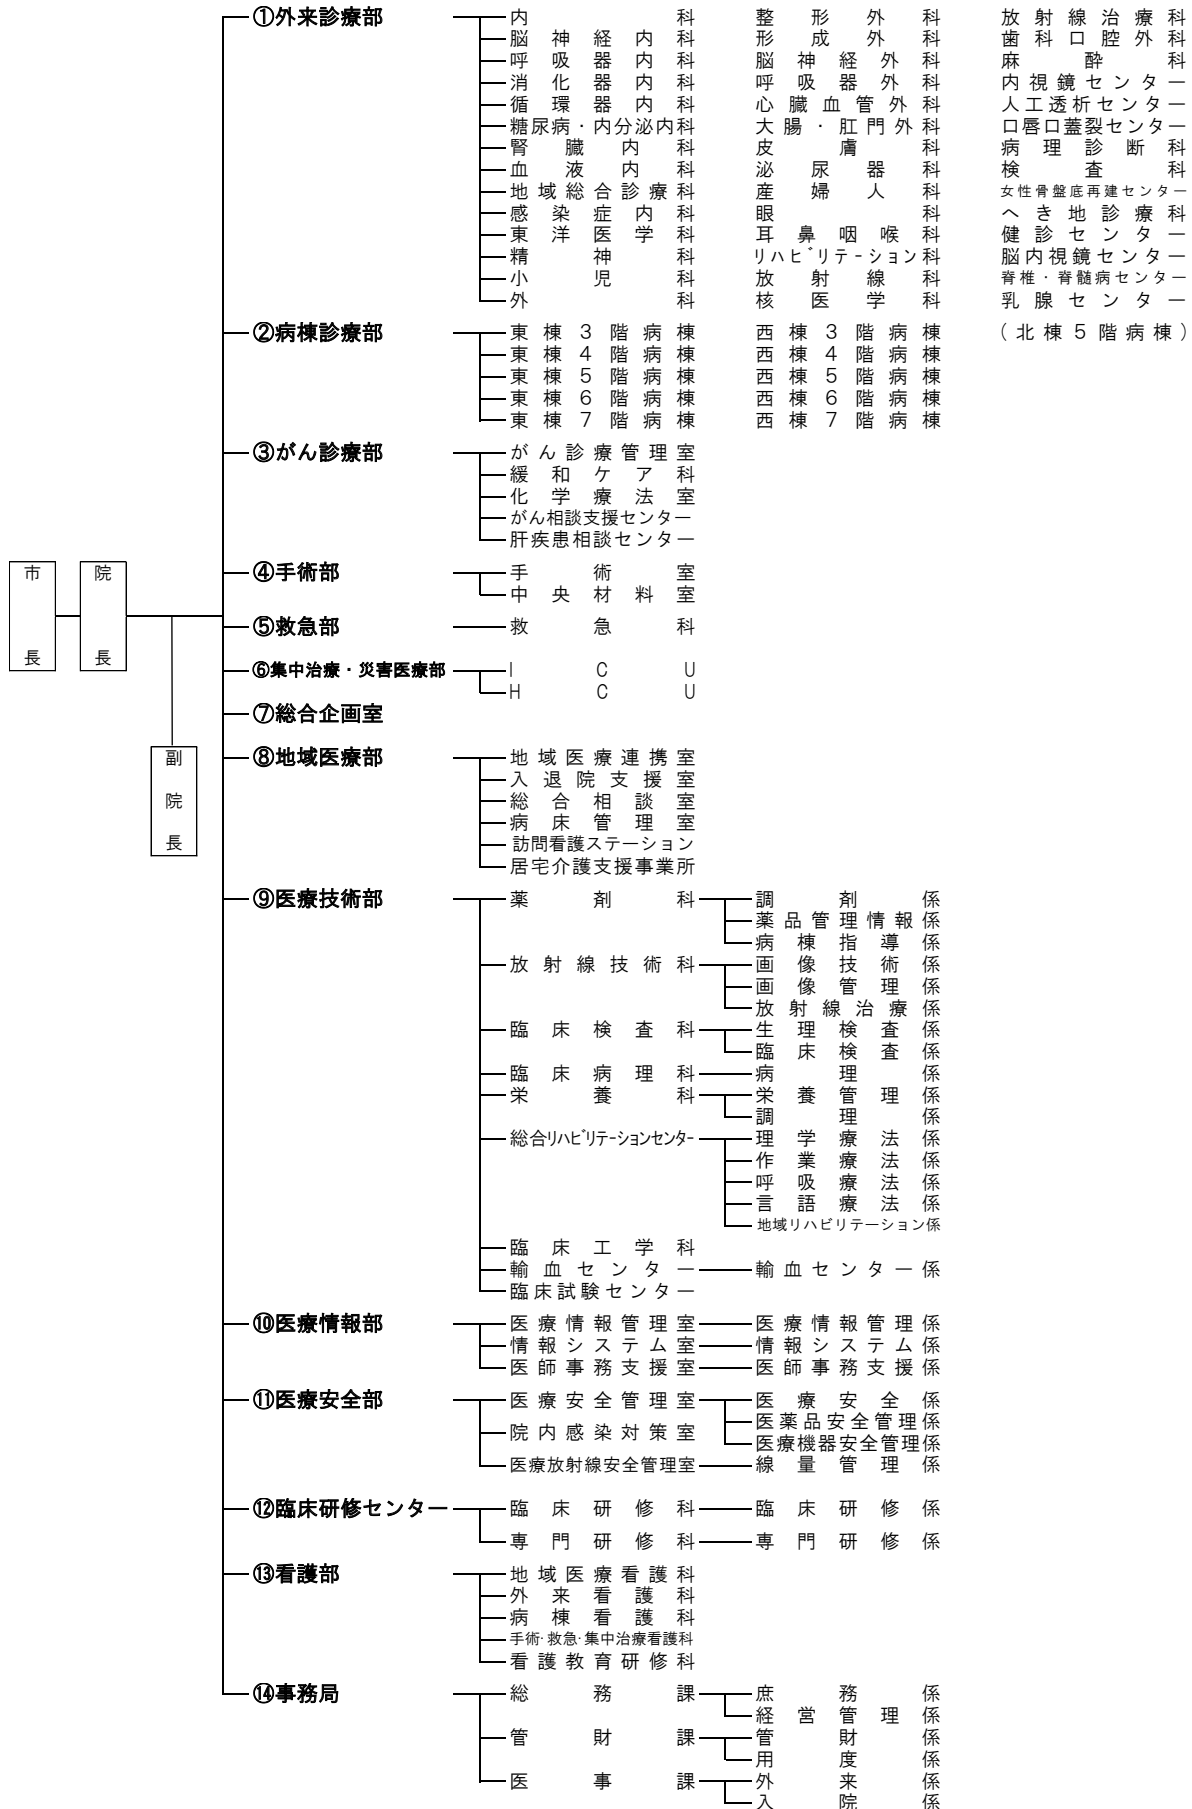 ①外来診療部 内科 整形外科 放射線治療科
脳神経内科 形成外科 歯科口腔外科
呼吸器内科 脳神経外科 麻酔科
消化器内科 呼吸器外科 内視鏡センター
循環器内科 心臓血管外科 人工透析センター
糖尿病・内分泌内科 大腸・肛門外科 口唇口蓋裂センター
腎臓内科 皮膚科 病理診断科
血液内科 泌尿器科 検査科
地域総合診療科 産婦人科 女性骨盤底再建センター
感染症内科 眼科 へき地診療科
東洋医学科 耳鼻咽喉科 健診センター
精神科 リハビリテーション科 脳内視鏡センター
小児科 放射線科 脊椎・脊髄病センター
外科 核医学科 乳腺センター
②病棟診療部 東棟3階病棟 西棟3階病棟 (北棟5階病棟)
東棟4階病棟 西棟4階病棟
東棟5階病棟 西棟5階病棟
東棟6階病棟 西棟6階病棟
東棟7階病棟 西棟7階病棟
③がん診療部 がん診療管理室
緩和ケア科
化学療法室
がん相談支援センター
肝疾患相談センター
市長 院長
④手術部 手術室
中央材料室
⑤救急部 救急科
⑥集中治療・災害医療部 ICU
HCU
⑦総合企画室
副院長
⑧地域医療部 地域医療連携室
入退院支援室
総合相談室
病床管理室
訪問看護ステーション
居宅介護支援事業所
⑨医療技術部 薬剤科 調剤係
薬品管理情報係
病棟指導係
放射線技術科 画像技術係
画像管理係
放射線治療係
臨床検査科 生理検査係
臨床検査係
臨床病理科 病理係
栄養科 栄養管理係
調理係
総合リハビリテーションセンター 理学療法係
作業療法係
呼吸療法係
言語療法係
地域リハビリテーション係
臨床工学科
輸血センター 輸血センター係
臨床試験センター
⑩医療情報部 医療情報管理室 医療情報管理係
情報システム室 情報システム係
医師事務支援室 医師事務支援係
⑪医療安全部 医療安全管理室 医療安全係
医薬品安全管理係
院内感染対策室
医療機器安全管理係
医療放射線安全管理室 線量管理係
⑫臨床研修センター 臨床研修科 臨床研修係
専門研修科 専門研修係
⑬看護部 地域医療看護科
外来看護科
病棟看護科
手術・救急・集中治療看護科
看護教育研修科
⑭事務局 総務課 庶務係
経営管理係
管財課 管財係
用度係
医事課 外来係
入院係